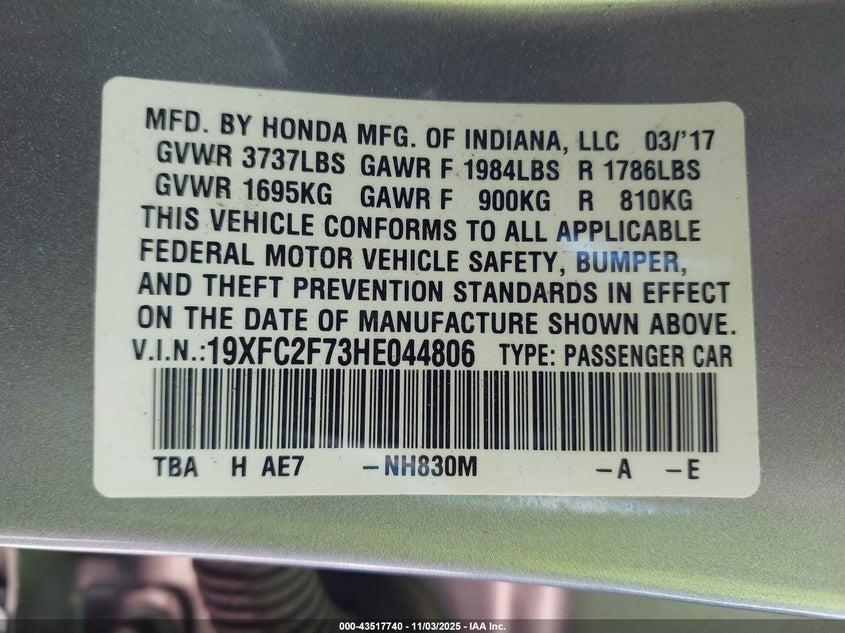 MFD. BY HONDA MFG. OF INDIANA, LLC 03/'17
GVWR 3737LBS GAWR F 1984LBS R 1786LBS
GVWR 1695KG GAWR F 900KG R 810KG
THIS VEHICLE CONFORMS TO ALL APPLICABLE
FEDERAL MOTOR VEHICLE SAFETY, BUMPER,
AND THEFT PREVENTION STANDARDS IN EFFECT
ON THE DATE OF MANUFACTURE SHOWN ABOVE.
V.I.N.:19XFC2F73HE044806 TYPE: PASSENGER CAR
TBA H AE7 -NH830M -A -E
000-43517740 - 11/03/2025 - IAA Inc.